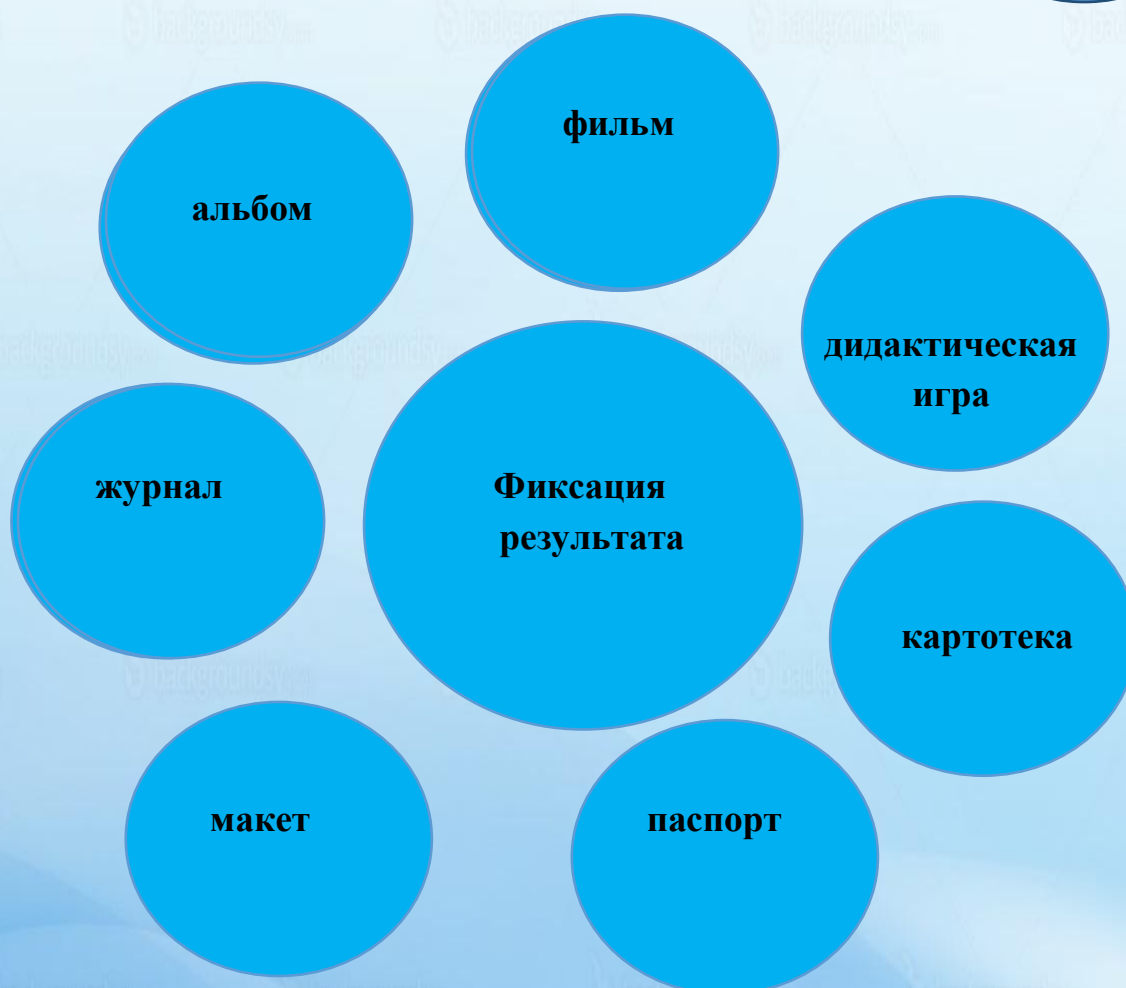 фильм
альбом
дидактическая
игра
журнал
Фиксация
результата
картотека
макет
паспорт